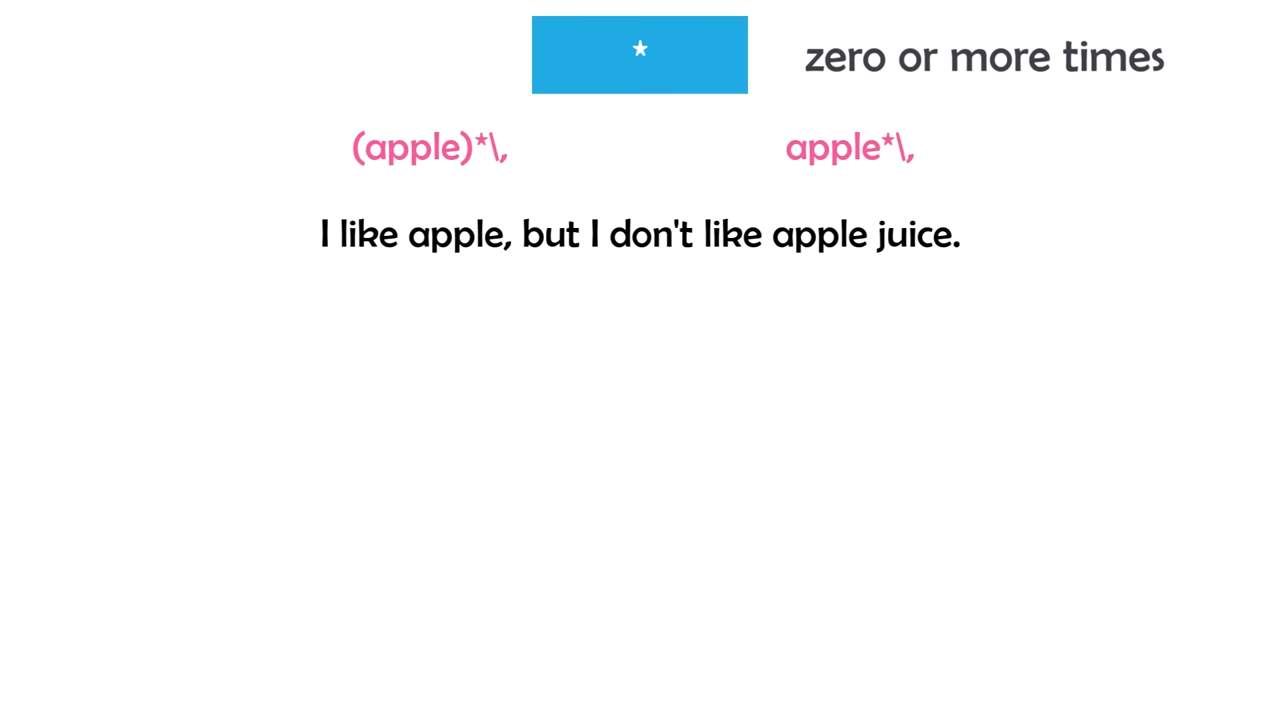 * zero or more times
(apple)*\, apple*\,
I like apple, but I don't like apple juice.